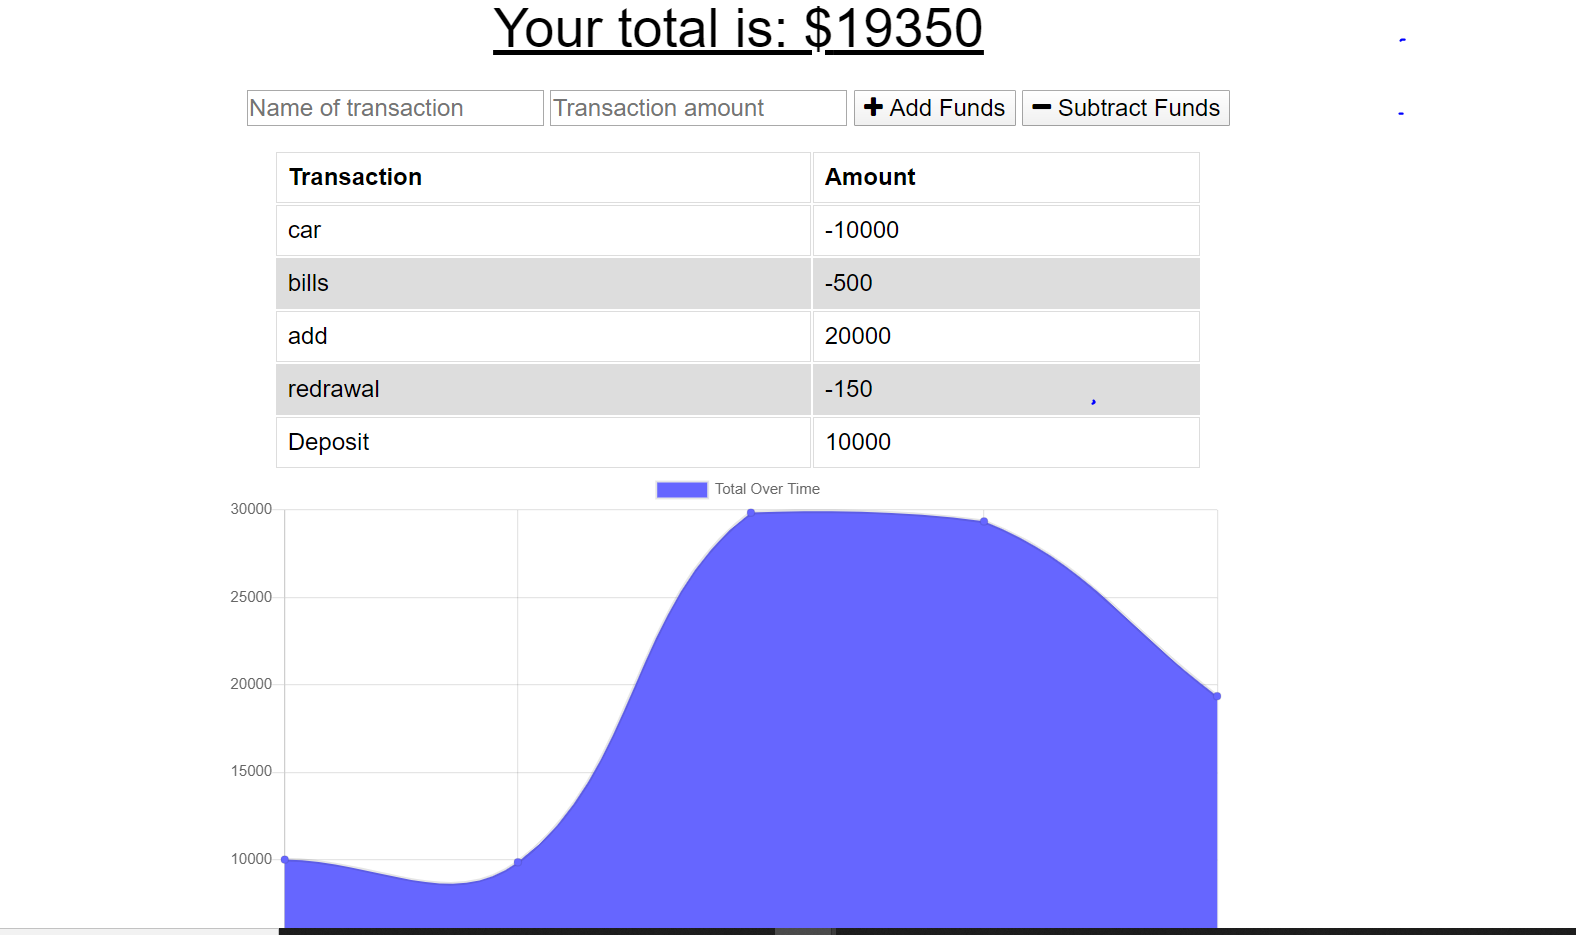 Your total is: $19350
Name of transaction Transaction amount Add Funds Subtract Funds
Transaction Amount
car -10000
bills -500
add 20000
redrawal -150
Deposit 10000
Total Over Time
30000
25000
20000
15000
10000